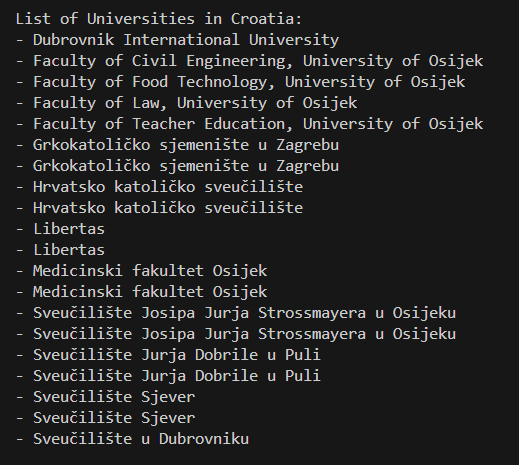 List of Universities in Croatia:
- Dubrovnik International University
- Faculty of Civil Engineering, University of Osijek
- Faculty of Food Technology, University of Osijek
- Faculty of Law, University of Osijek
- Faculty of Teacher Education, University of Osijek
- Grkokatoličko sjemenište u Zagrebu
- Grkokatoličko sjemenište u Zagrebu
- Hrvatsko katoličko sveučilište
- Hrvatsko katoličko sveučilište
- Libertas
- Libertas
- Medicinski fakultet Osijek
- Medicinski fakultet Osijek
- Sveučilište Josipa Jurja Strossmayera u Osijeku
- Sveučilište Josipa Jurja Strossmayera u Osijeku
- Sveučilište Jurja Dobrile u Puli
- Sveučilište Jurja Dobrile u Puli
- Sveučilište Sjever
- Sveučilište Sjever
- Sveučilište u Dubrovniku